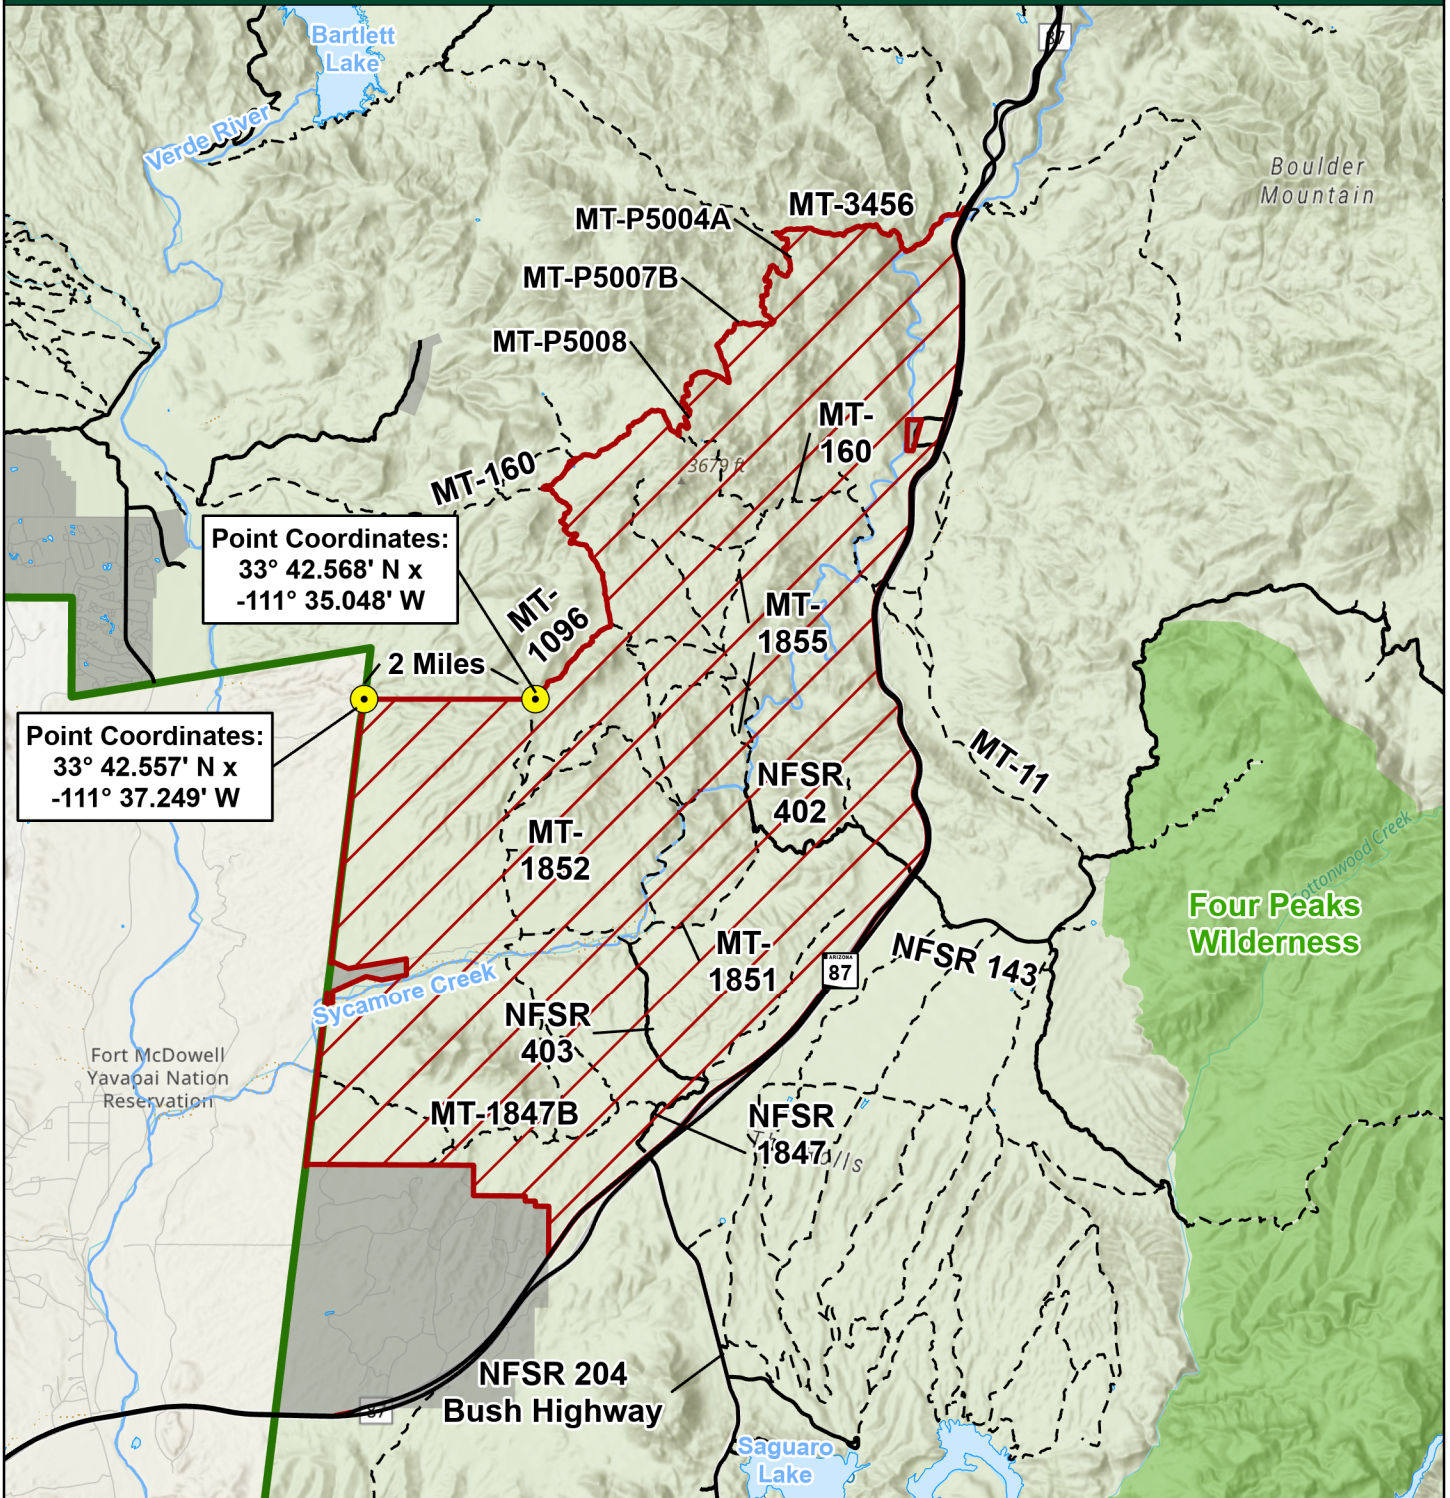 87
Bartlett
Lake
Verde River
Boulder
Mountain
MT-3456
MT-P5004A
MT-P5007B
MT-P5008
MT-
160
MT-160
3679 ft
Point Coordinates:
33° 42.568' N x
-111° 35.048' W
MT-
1096
MT-
1855
2 Miles
Point Coordinates:
33° 42.557' N x
-111° 37.249' W
MT-11
NFSR
402
MT-
1852
Cottonwood Creek
Four Peaks
Wilderness
MT-
1851
NFSR 143
ARIZONA
87
Sycamore Creek
NFSR
403
Fort McDowell
Yavapai Nation
Reservation
MT-1847B
NFSR
1847
NFSR 204
Bush Highway
87
Saguaro
Lake